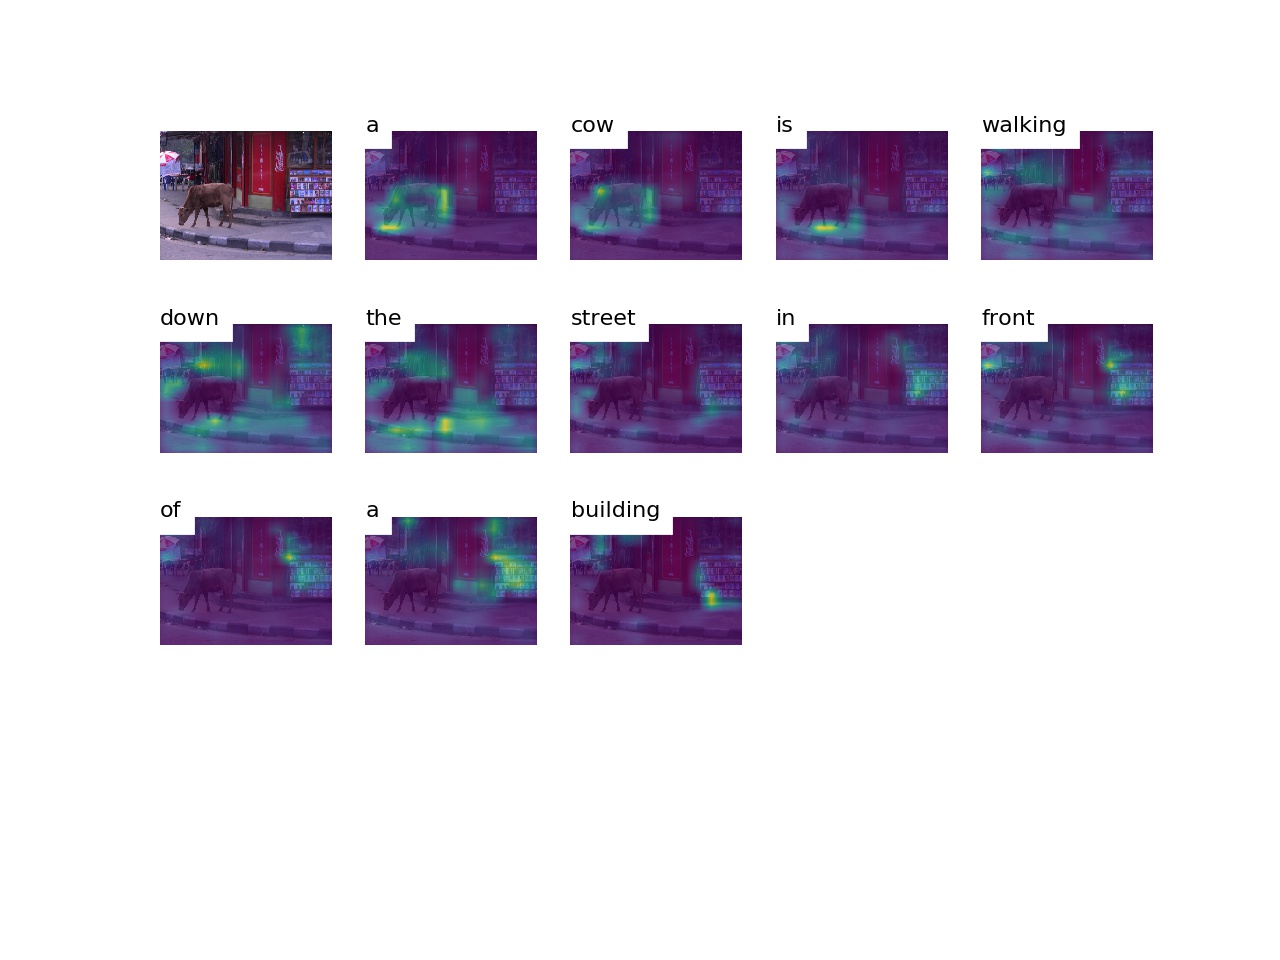 a cow is walking
down the street in front
of a building